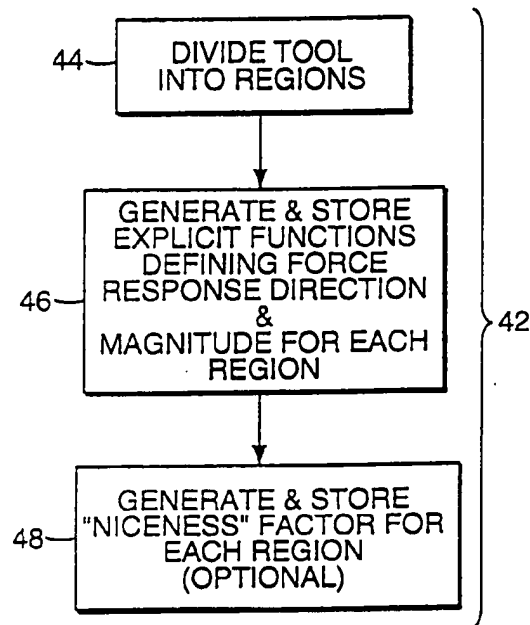 44
DIVIDE TOOL
INTO REGIONS
46
GENERATE & STORE
EXPLICIT FUNCTIONS
DEFINING FORCE
RESPONSE DIRECTION
&
MAGNITUDE FOR EACH
REGION
42
48
GENERATE & STORE
"NICENESS" FACTOR FOR
EACH REGION
(OPTIONAL)